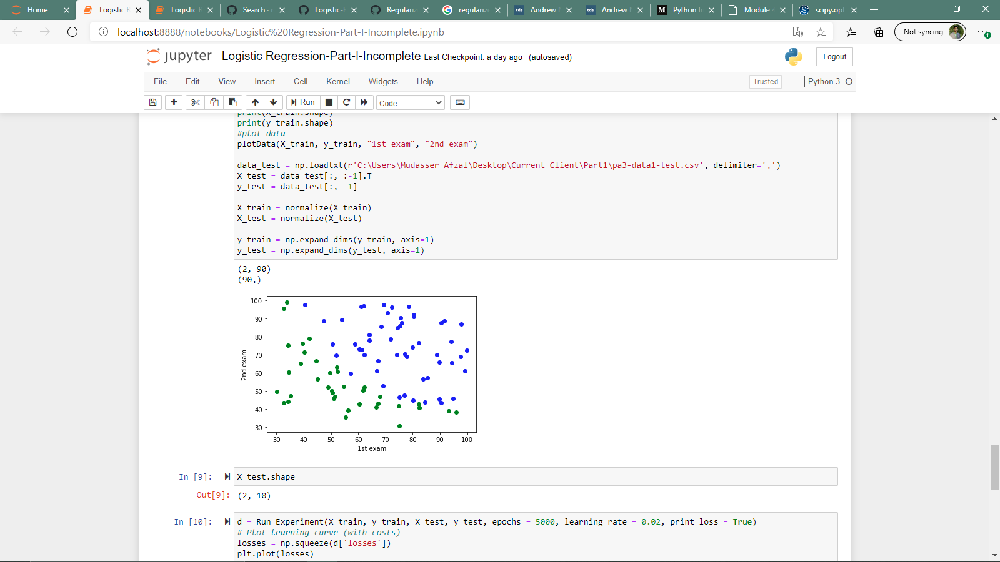 Home
Logistic R
Logistic R
Search · r
Logistic-R
Regulariz
regularize
tds Andrew N
tds Andrew N
M Python In
Module 4
scipy.opt
localhost:8888/notebooks/Logistic%20Regression-Part-I-Incomplete.ipynb
Not syncing
jupyter Logistic Regression-Part-I-Incomplete Last Checkpoint: a day ago (autosaved)
Logout
File Edit View Insert Cell Kernel Widgets Help
Trusted
Python 3
Run
Code
print(X_train.shape)
print(y_train.shape)
#plot data
plotData(X_train, y_train, "1st exam", "2nd exam")
data_test = np.loadtxt(r'C:\Users\Mudasser Afzal\Desktop\Current Client\Part1\pa3-data1-test.csv', delimiter=',')
X_test = data_test[:, :-1].T
y_test = data_test[:, -1]
X_train = normalize(X_train)
X_test = normalize(X_test)
y_train = np.expand_dims(y_train, axis=1)
y_test = np.expand_dims(y_test, axis=1)
(2, 90)
(90,)
100
90
80
70
60
50
40
30
2nd exam
30 40 50 60 70 80 90 100
1st exam
In [9]: X_test.shape
Out[9]: (2, 10)
In [10]: d = Run_Experiment(X_train, y_train, X_test, y_test, epochs = 5000, learning_rate = 0.02, print_loss = True)
# Plot learning curve (with costs)
losses = np.squeeze(d['losses'])
plt.plot(losses)